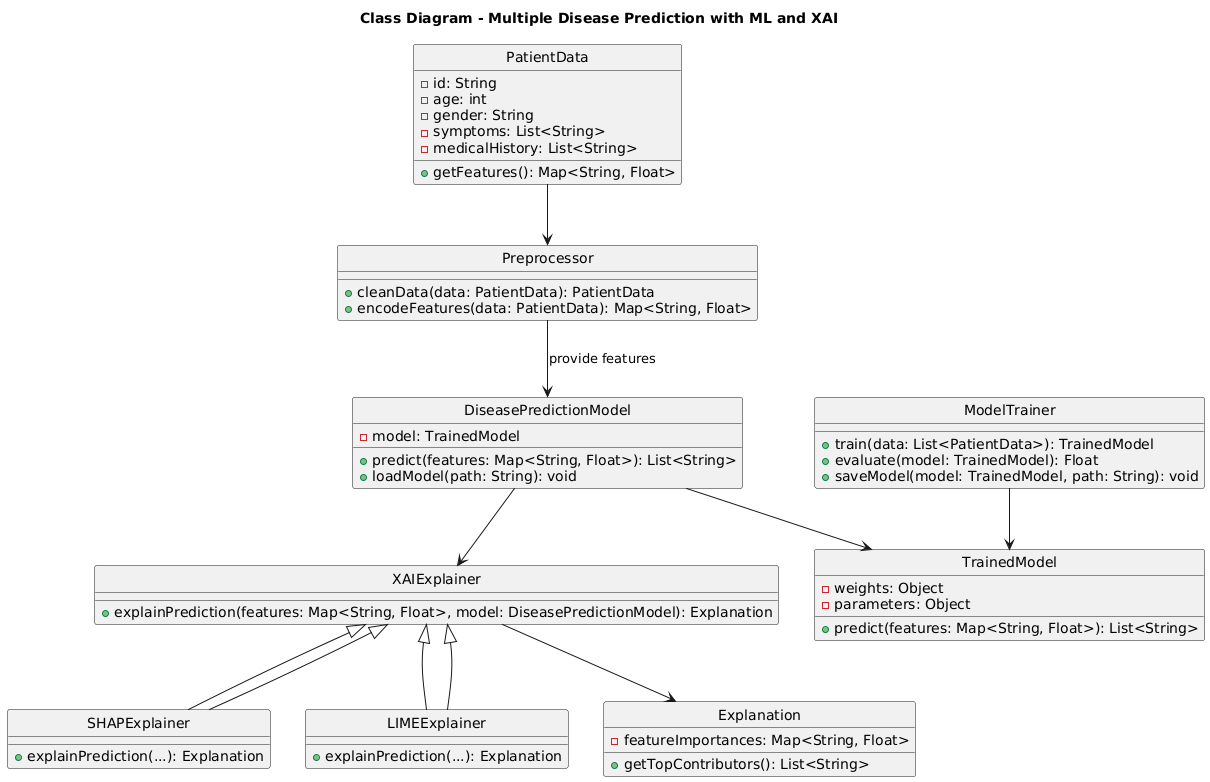 Class Diagram - Multiple Disease Prediction with ML and XAI
PatientData
id: String
age: int
gender: String
symptoms: List<String>
medicalHistory: List<String>
getFeatures(): Map<String, Float>
Preprocessor
cleanData(data: PatientData): PatientData
encodeFeatures(data: PatientData): Map<String, Float>
provide features
DiseasePredictionModel
model: TrainedModel
predict(features: Map<String, Float>): List<String>
loadModel(path: String): void
ModelTrainer
train(data: List<PatientData>): TrainedModel
evaluate(model: TrainedModel): Float
saveModel(model: TrainedModel, path: String): void
XAIExplainer
explainPrediction(features: Map<String, Float>, model: DiseasePredictionModel): Explanation
TrainedModel
weights: Object
parameters: Object
predict(features: Map<String, Float>): List<String>
SHAPExplainer
explainPrediction(...): Explanation
LIMEExplainer
explainPrediction(...): Explanation
Explanation
featureImportances: Map<String, Float>
getTopContributors(): List<String>